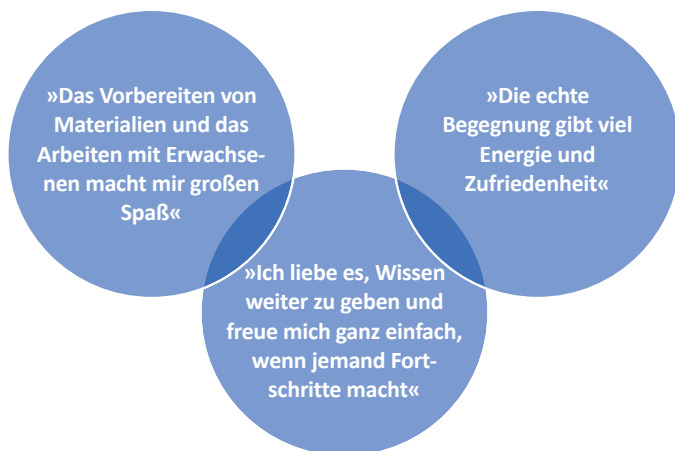 »Das Vorbereiten von
Materialien und das
Arbeiten mit Erwachse-
nen macht mir großen
Spaß«
»Die echte
Begegnung gibt viel
Energie und
Zufriedenheit«
»Ich liebe es, Wissen
weiter zu geben und
freue mich ganz einfach,
wenn jemand Fort-
schritte macht«